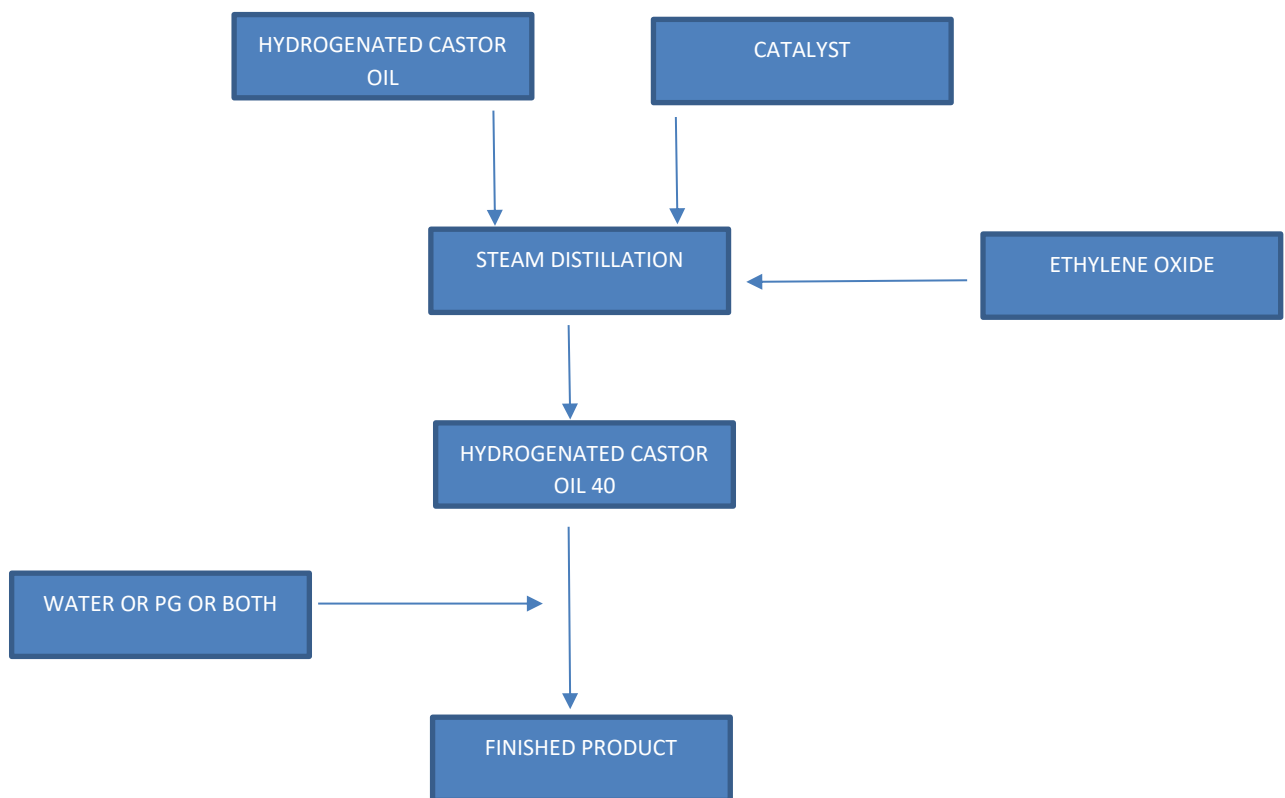 HYDROGENATED CASTOR
OIL
CATALYST
STEAM DISTILLATION
ETHYLENE OXIDE
HYDROGENATED CASTOR
OIL 40
WATER OR PG OR BOTH
FINISHED PRODUCT